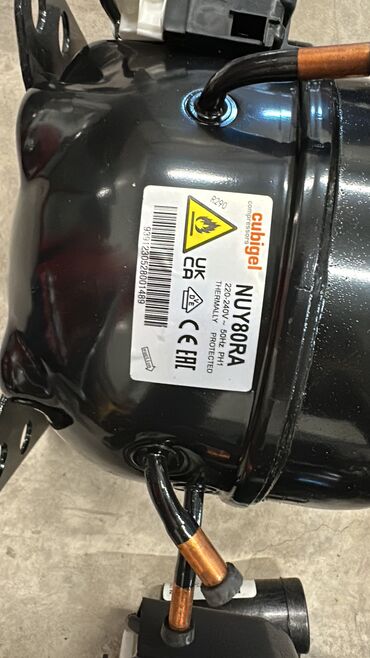 cubigel
compressors
R290
NUY80RA
220-240V~ 50Hz PH1
THERMALLY PROTECTED
UK
CA
CE EAC